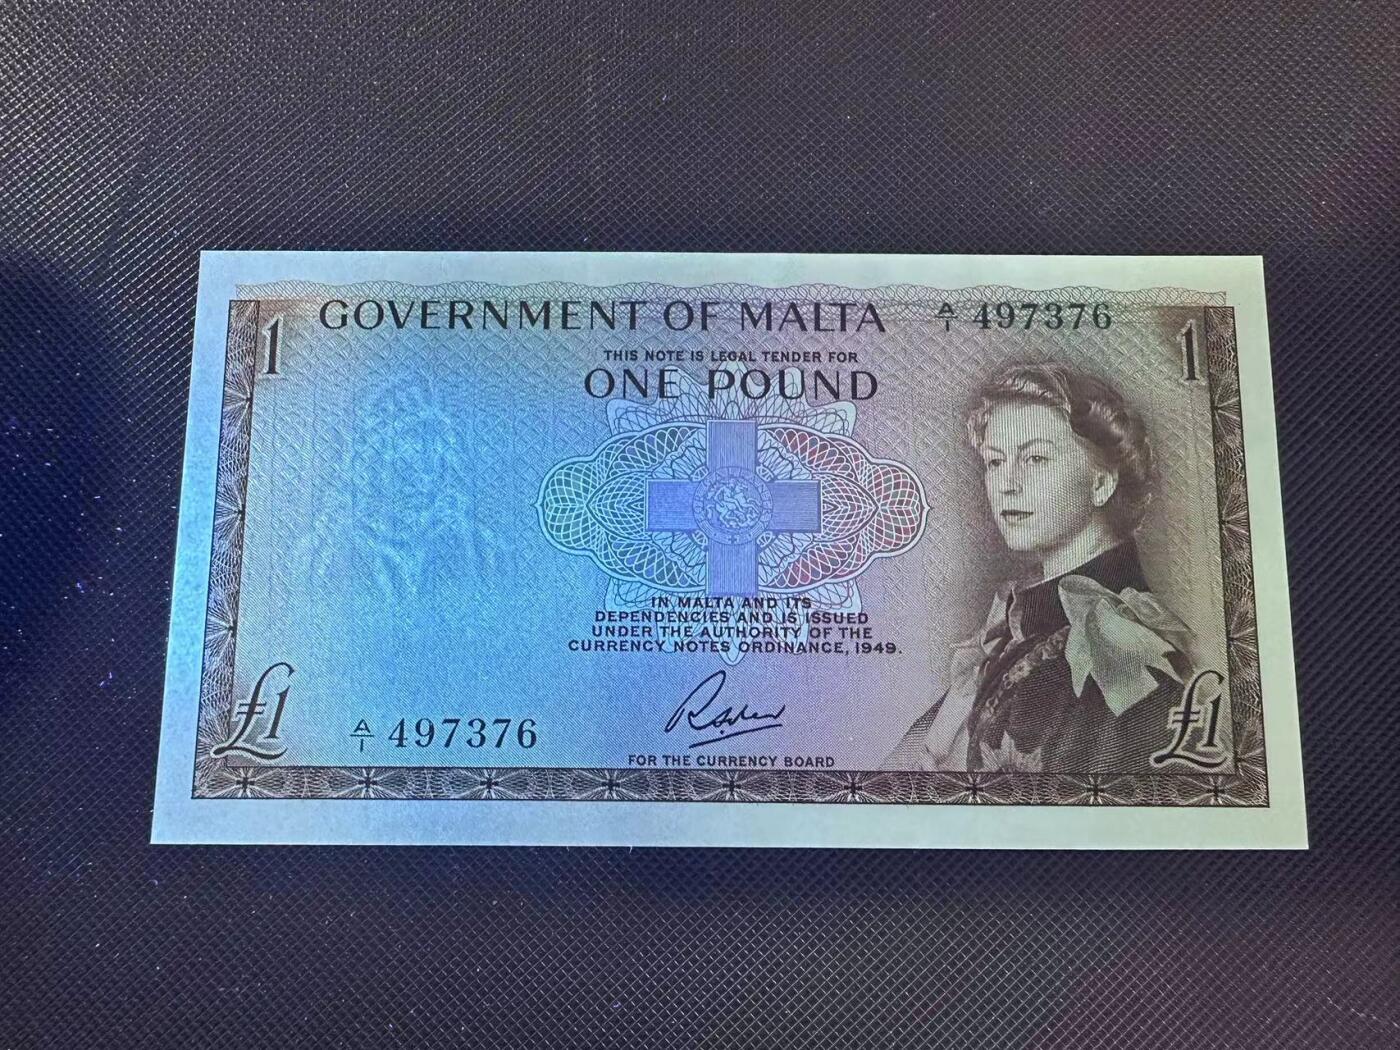 GOVERNMENT OF MALTA A/1 497376
1 1
THIS NOTE IS LEGAL TENDER FOR
ONE POUND
IN MALTA AND ITS
DEPENDENCIES AND IS ISSUED
UNDER THE AUTHORITY OF THE
CURRENCY NOTES ORDINANCE, 1949.
£1 A/1 497376 £1
FOR THE CURRENCY BOARD